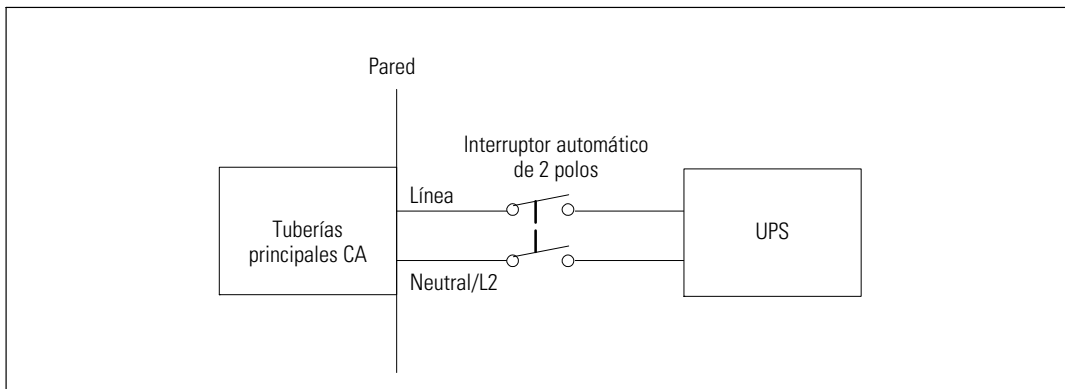 Pared
Interruptor automático
de 2 polos
Línea
Tuberías
principales CA
UPS
Neutral/L2